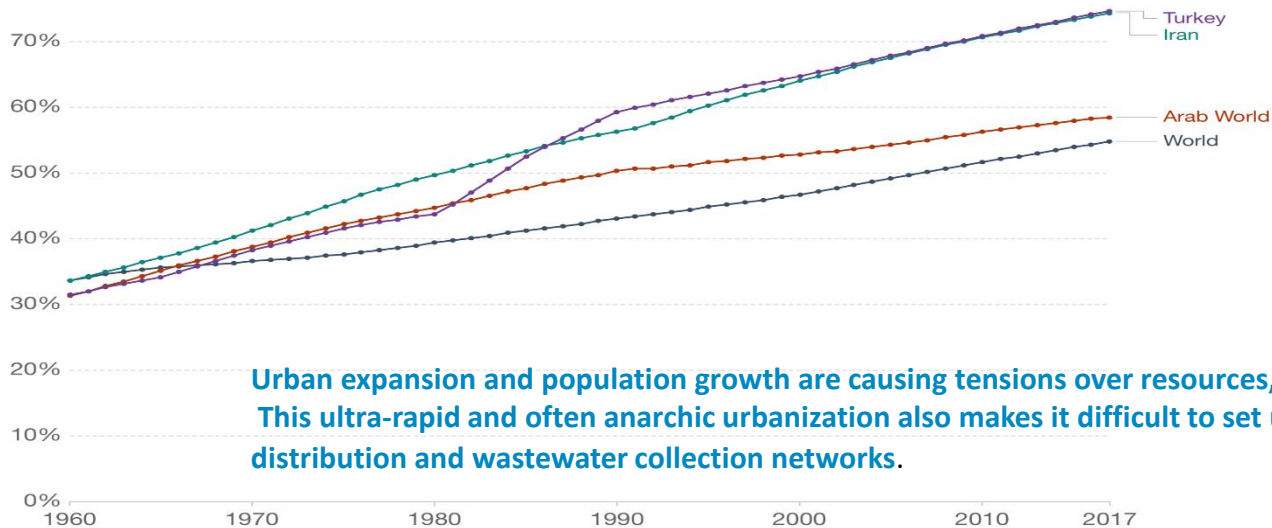 70%
Turkey
Iran
60%
Arab World
World
50%
40%
30%
20%
Urban expansion and population growth are causing tensions over resources,
This ultra-rapid and often anarchic urbanization also makes it difficult to set
10%
distribution and wastewater collection networks.
0%
1960 1970 1980 1990 2000 2010 2017